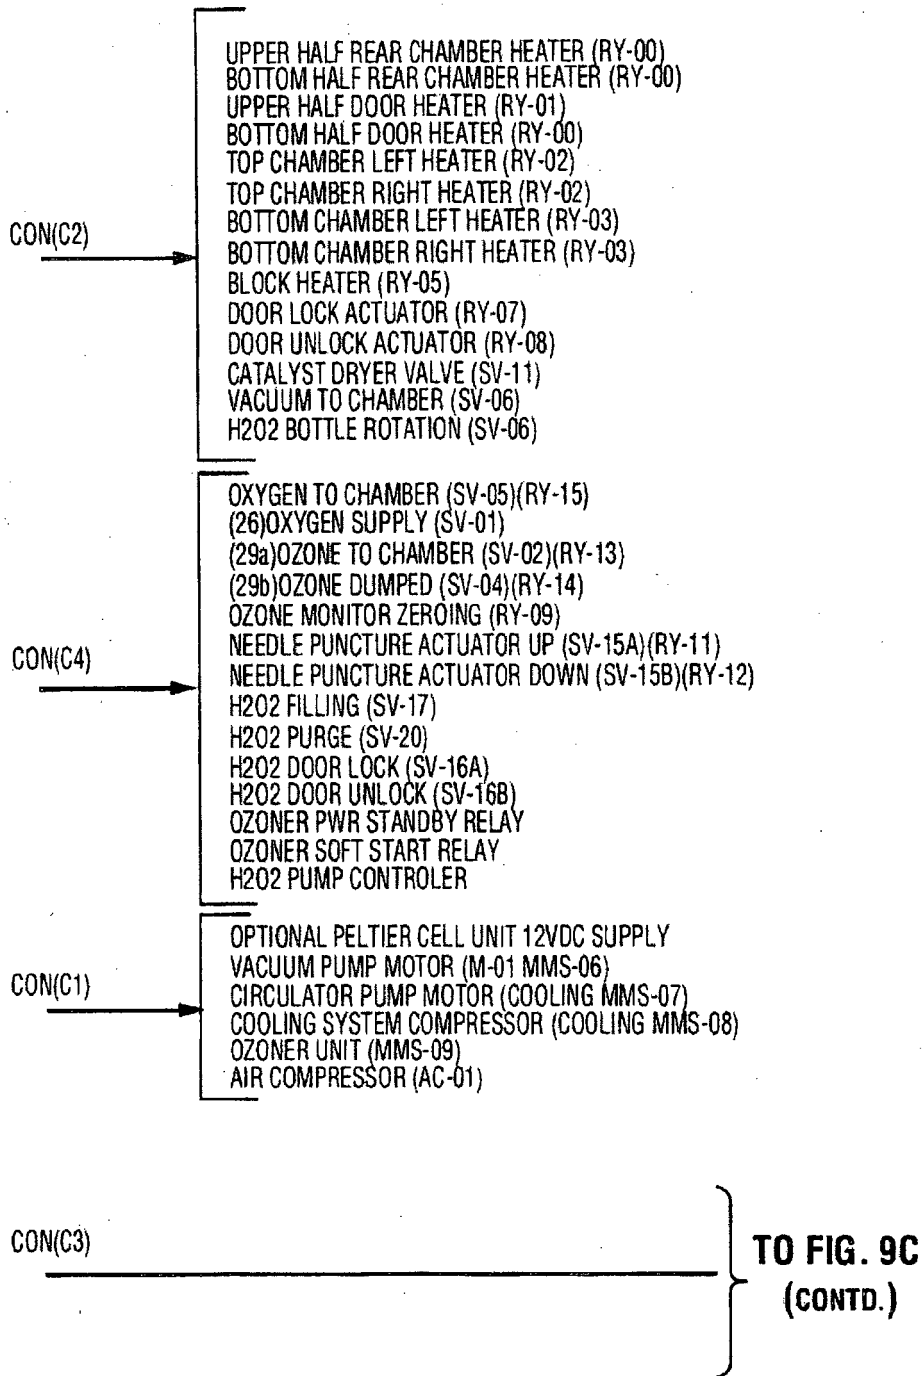 UPPER HALF REAR CHAMBER HEATER (RY-00)
BOTTOM HALF REAR CHAMBER HEATER (RY-00)
UPPER HALF DOOR HEATER (RY-01)
BOTTOM HALF DOOR HEATER (RY-00)
TOP CHAMBER LEFT HEATER (RY-02)
TOP CHAMBER RIGHT HEATER (RY-02)
BOTTOM CHAMBER LEFT HEATER (RY-03)
CON(C2)
BOTTOM CHAMBER RIGHT HEATER (RY-03)
BLOCK HEATER (RY-05)
DOOR LOCK ACTUATOR (RY-07)
DOOR UNLOCK ACTUATOR (RY-08)
CATALYST DRYER VALVE (SV-11)
VACUUM TO CHAMBER (SV-06)
H2O2 BOTTLE ROTATION (SV-06)
OXYGEN TO CHAMBER (SV-05)(RY-15)
(26)OXYGEN SUPPLY (SV-01)
(29a)OZONE TO CHAMBER (SV-02)(RY-13)
(29b)OZONE DUMPED (SV-04)(RY-14)
OZONE MONITOR ZEROING (RY-09)
NEEDLE PUNCTURE ACTUATOR UP (SV-15A)(RY-11)
CON(C4)
NEEDLE PUNCTURE ACTUATOR DOWN (SV-15B)(RY-12)
H2O2 FILLING (SV-17)
H2O2 PURGE (SV-20)
H2O2 DOOR LOCK (SV-16A)
H2O2 DOOR UNLOCK (SV-16B)
OZONER PWR STANDBY RELAY
OZONER SOFT START RELAY
H2O2 PUMP CONTROLER
OPTIONAL PELTIER CELL UNIT 12VDC SUPPLY
VACUUM PUMP MOTOR (M-01 MMS-06)
CON(C1)
CIRCULATOR PUMP MOTOR (COOLING MMS-07)
COOLING SYSTEM COMPRESSOR (COOLING MMS-08)
OZONER UNIT (MMS-09)
AIR COMPRESSOR (AC-01)
CON(C3)
TO FIG. 9C
(CONTD.)